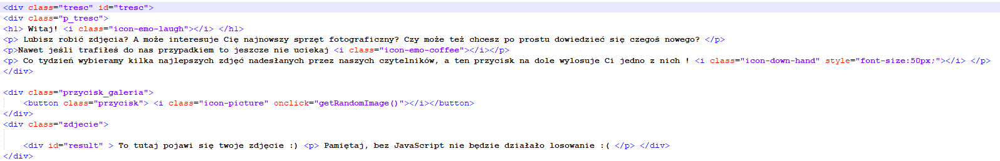 <div class="tresc" id="tresc">
<div class="p_tresc">
<h1> Witaj! <i class="icon-emo-laugh"></i> </h1>
<p> Lubisz robić zdjęcia? A może interesuje Cię najnowszy sprzęt fotograficzny? Czy może też chcesz po prostu dowiedzieć się czegoś nowego? </p>
<p>Nawet jeśli trafiłeś do nas przypadkiem to jeszcze nie uciekaj <i class="icon-emo-coffee"></i></p>
<p> Co tydzień wybieramy kilka najlepszych zdjęć nadesłanych przez naszych czytelników, a ten przycisk na dole wylosuje Ci jedno z nich ! <i class="icon-down-hand" style="font-size:50px;"></i> </p>
</div>

<div class="przycisk_galeria">
    <button class="przycisk"> <i class="icon-picture" onclick="getRandomImage()"></i></button>
</div>
<div class="zdjecie">

    <div id="result" > To tutaj pojawi się twoje zdjęcie :) <p> Pamiętaj, bez JavaScript nie będzie działało losowanie :( </p> </div>
</div>